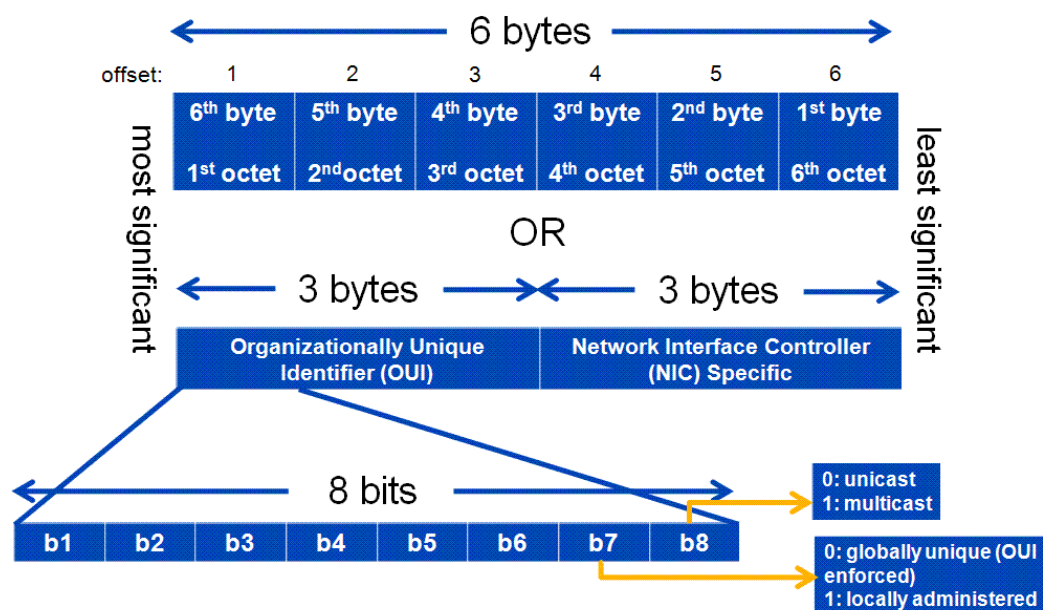 6 bytes
offset: 1 2 3 4 5 6
6th byte 5th byte 4th byte 3rd byte 2nd byte 1st byte
1st octet 2nd octet 3rd octet 4th octet 5th octet 6th octet
most significant
least significant
OR
3 bytes 3 bytes
Organizationally Unique
Identifier (OUI)
Network Interface Controller
(NIC) Specific
8 bits
b1 b2 b3 b4 b5 b6 b7 b8
0: unicast
1: multicast
0: globally unique (OUI
enforced)
1: locally administered